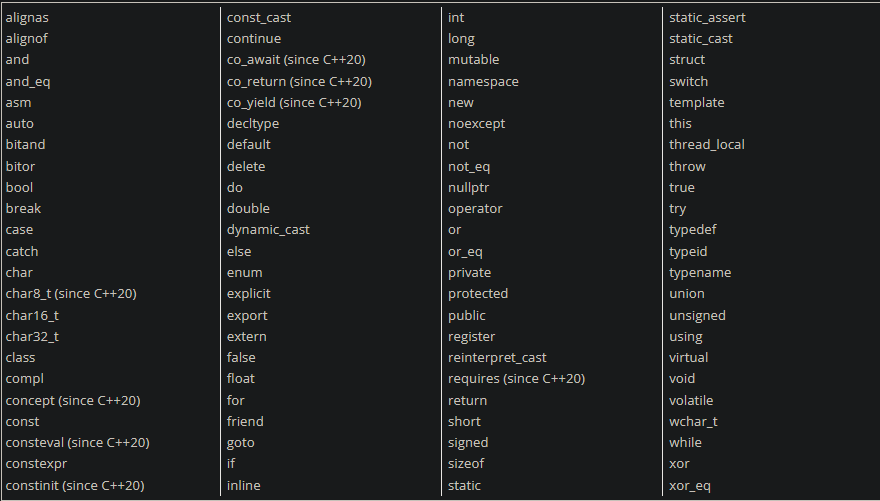 alignas
alignof
and
and_eq
asm
auto
bitand
bitor
bool
break
case
catch
char
char8_t (since C++20)
char16_t
char32_t
class
compl
concept (since C++20)
const
consteval (since C++20)
constexpr
constinit (since C++20)
const_cast
continue
co_await (since C++20)
co_return (since C++20)
co_yield (since C++20)
decltype
default
delete
do
double
dynamic_cast
else
enum
explicit
export
extern
false
float
for
friend
goto
if
inline
int
long
mutable
namespace
new
noexcept
not
not_eq
nullptr
operator
or
or_eq
private
protected
public
register
reinterpret_cast
requires (since C++20)
return
short
signed
sizeof
static
static_assert
static_cast
struct
switch
template
this
thread_local
throw
true
try
typedef
typeid
typename
union
unsigned
using
virtual
void
volatile
wchar_t
while
xor
xor_eq